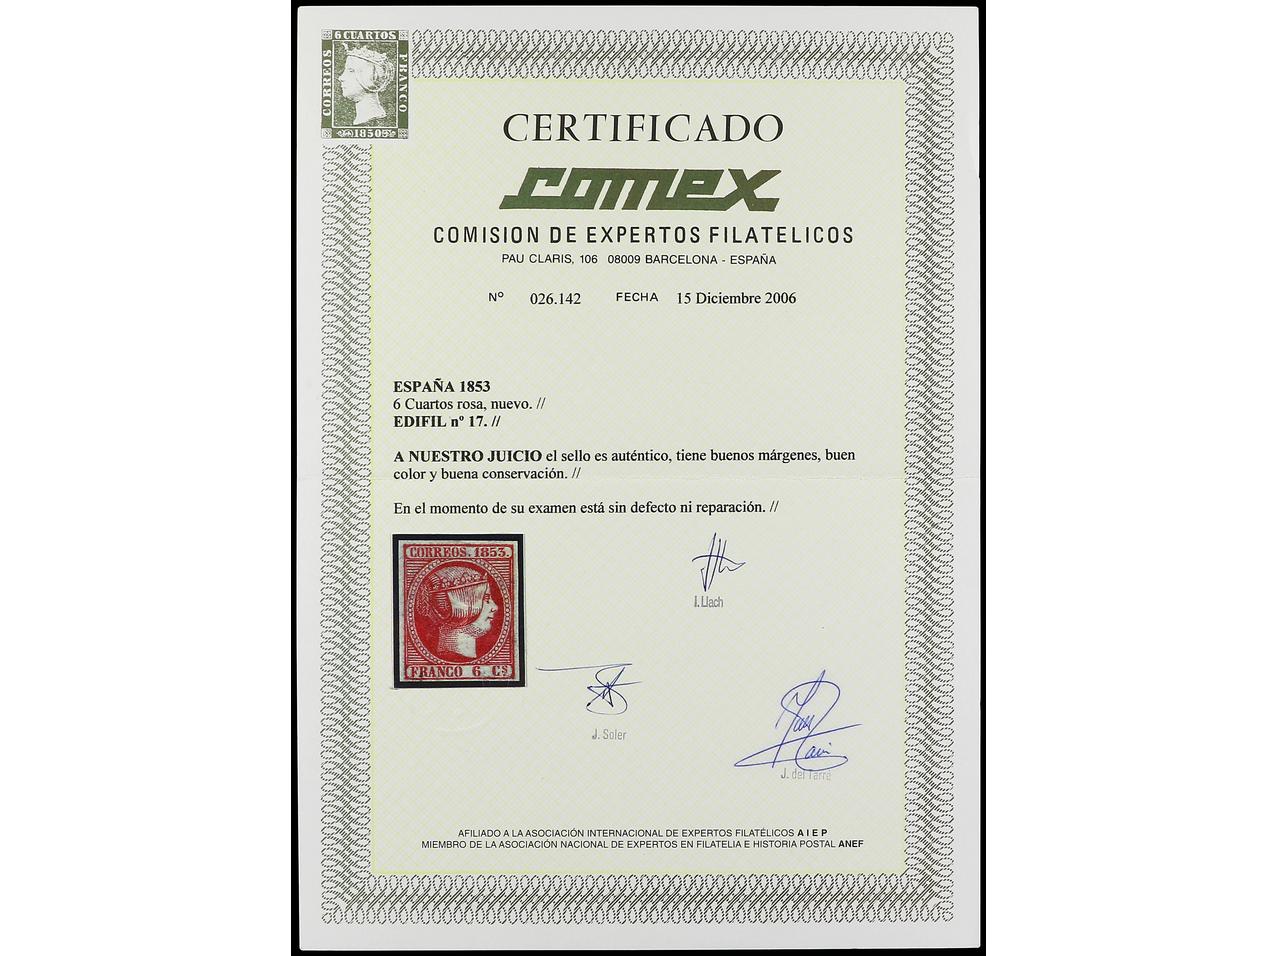 6 CUARTOS
CORREOS
FRANCO
1850
CERTIFICADO
comex
COMISION DE EXPERTOS FILATELICOS
PAU CLARIS, 106 08009 BARCELONA - ESPAÑA
Nº 026.142 FECHA 15 Diciembre 2006
ESPAÑA 1853
6 Cuartos rosa, nuevo. //
EDIFIL nº 17. //
A NUESTRO JUICIO el sello es auténtico, tiene buenos márgenes, buen
color y buena conservación. //
En el momento de su examen está sin defecto ni reparación. //
CORREOS. 1853.
FRANCO 6 Cs
I. Llach
J. Soler
J. del Tarré
AFILIADO A LA ASOCIACIÓN INTERNACIONAL DE EXPERTOS FILATÉLICOS A I E P
MIEMBRO DE LA ASOCIACIÓN NACIONAL DE EXPERTOS EN FILATELIA E HISTORIA POSTAL ANEF